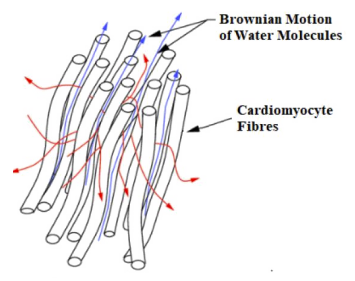 Brownian Motion
of Water Molecules
Cardiomyocyte
Fibres